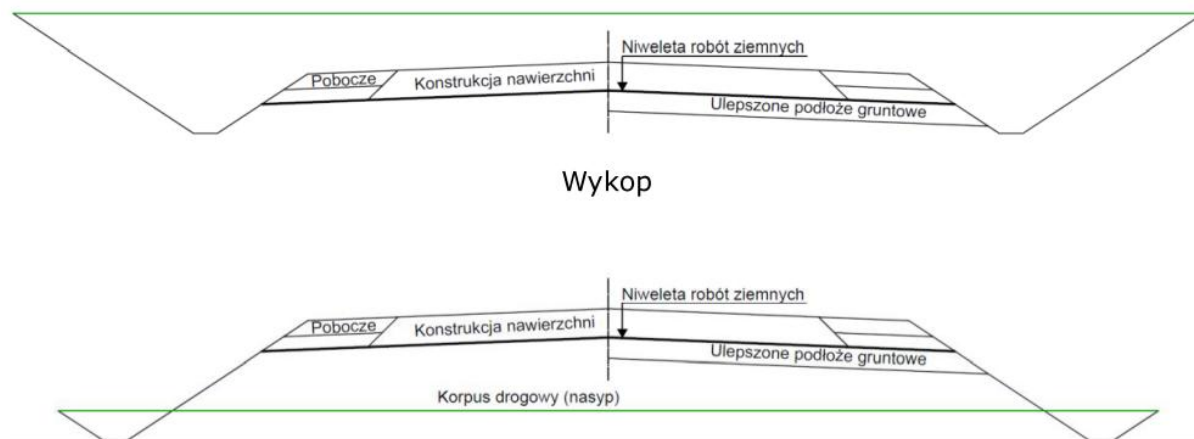 Niweleta robót ziemnych
Pobocze
Konstrukcja nawierzchni
Ulepszone podłoże gruntowe
Wykop
Niweleta robót ziemnych
Pobocze
Konstrukcja nawierzchni
Ulepszone podłoże gruntowe
Korpus drogowy (nasyp)